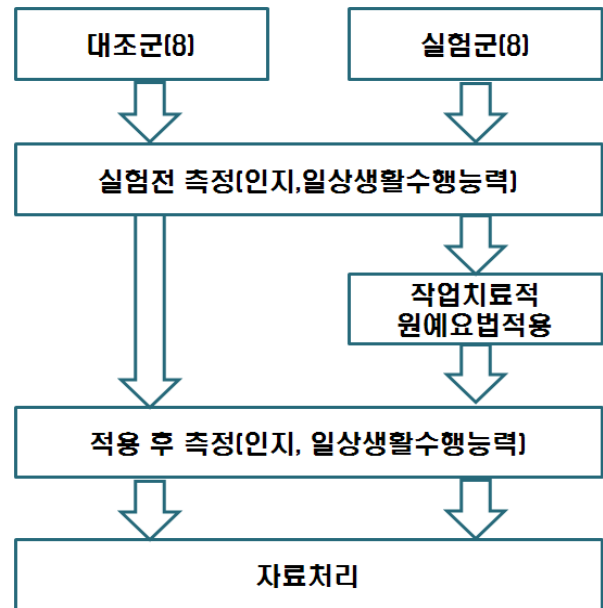 대조군(8)
실험군(8)
실험전 측정(인지,일상생활수행능력)
작업치료적
원예요법적용
적용 후 측정(인지, 일상생활수행능력)
자료처리